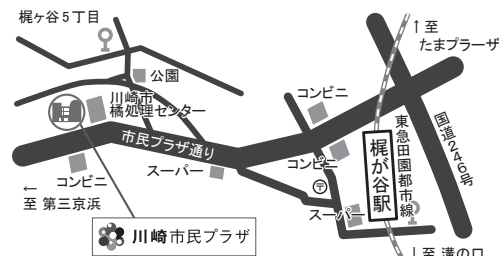 梶ヶ谷5丁目
↑至
たまプラーザ
公園
川崎市
橘処理センター
コンビニ
市民プラザ通り
国道246号
東急田園都市線
梶が谷駅
コンビニ
スーパー
コンビニ
〒
スーパー
←
至 第三京浜
川崎市民プラザ
↓至 溝の口